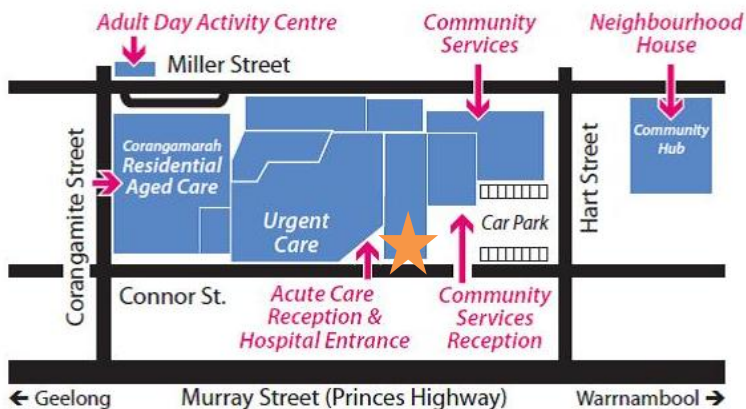 Adult Day Activity Centre
Community
Services
Neighbourhood
House
Miller Street
Corangamite Street
Corangamarah
Residential
Aged Care
Urgent
Care
Car Park
Hart Street
Community
Hub
Connor St.
Acute Care
Reception &
Hospital Entrance
Community
Services
Reception
← Geelong
Murray Street (Princes Highway)
Warrnambool →